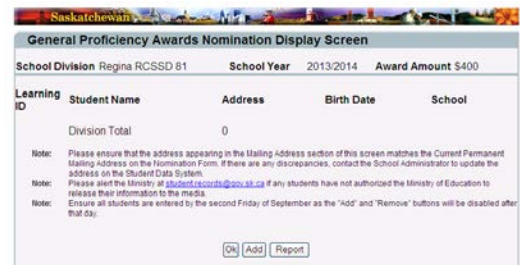 Saskatchewan
General Proficiency Awards Nomination Display Screen
School Division Regina RCSSD 81 School Year 2013/2014 Award Amount $400
Learning ID Student Name Address Birth Date School
Division Total 0
Note: Please ensure that the address appearing in the Mailing Address section of this screen matches the Current Permanent
Mailing Address on the Nomination Form. If there are any discrepancies, contact the School Administrator to update the
address on the Student Data System.
Note: Please alert the Ministry at student.records@gov.sk.ca if any students have not authorized the Ministry of Education to
release their information to the media.
Note: Ensure all students are entered by the second Friday of September as the "Add" and "Remove" buttons will be disabled after
that day.
Ok Add Report